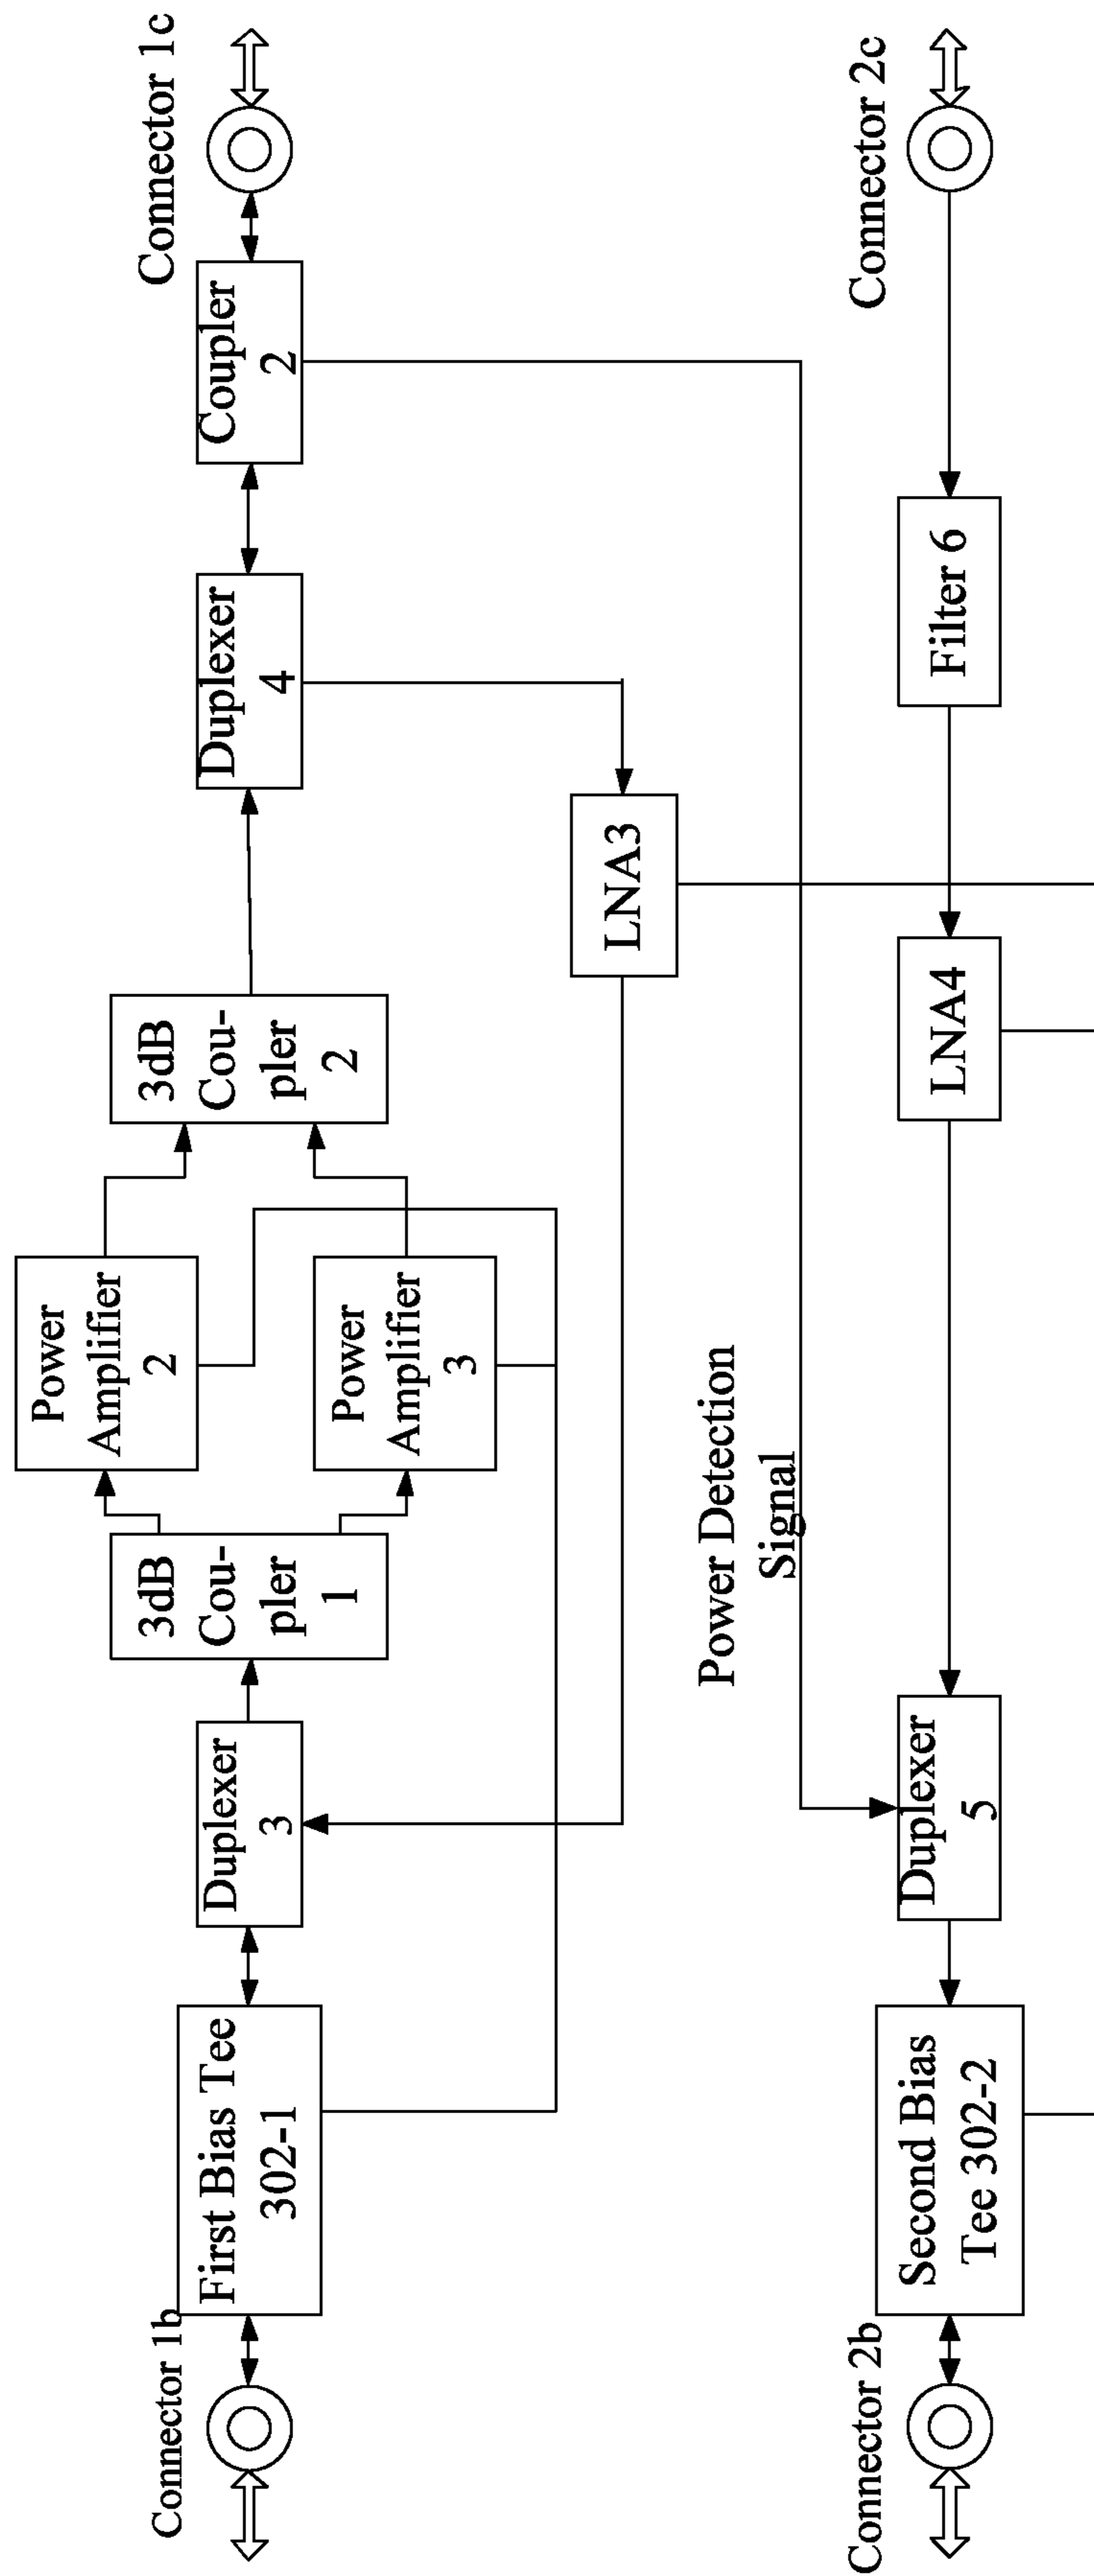 Connector 1b
First Bias Tee
302-1
Duplexer
3
3dB
Cou-
pler
1
Power
Amplifier
2
Power
Amplifier
3
3dB
Cou-
pler
2
Duplexer
4
Coupler
2
Connector 1c
LNA3
Power Detection
Signal
Connector 2b
Second Bias
Tee 302-2
Duplexer
5
LNA4
Filter 6
Connector 2c